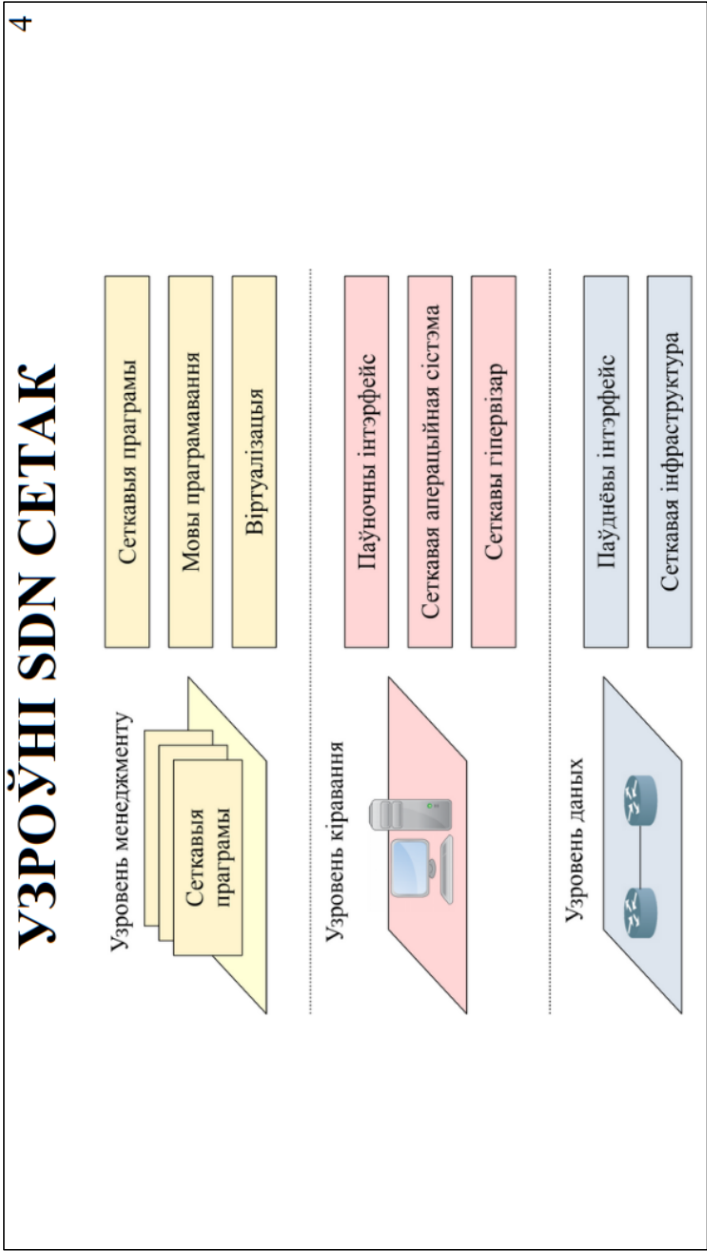 4
УЗРОЎНІ SDN СЕТАК
Узровень менеджменту
Сеткавыя
праграмы
Сеткавыя праграмы
Мовы праграмавання
Віртуалізацыя
Узровень кіравання
Паўночны інтэрфейс
Сеткавая аперацыйная сістэма
Сеткавы гіпервізар
Узровень даных
Паўднёвы інтэрфейс
Сеткавая інфраструктура